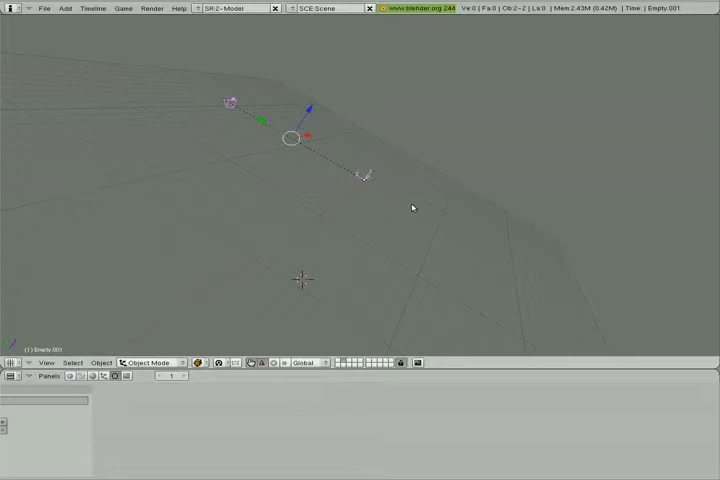 File Add Timeline Game Render Help SR:2-Model SCE:Scene www.blender.org 244 Ve:0 | Fa:0 | Ob:2-2 | La:0 | Mem:2.43M (0.42M) | Time: | Empty.001
(1) Empty.001
View Select Object Object Mode Global
Panels 1